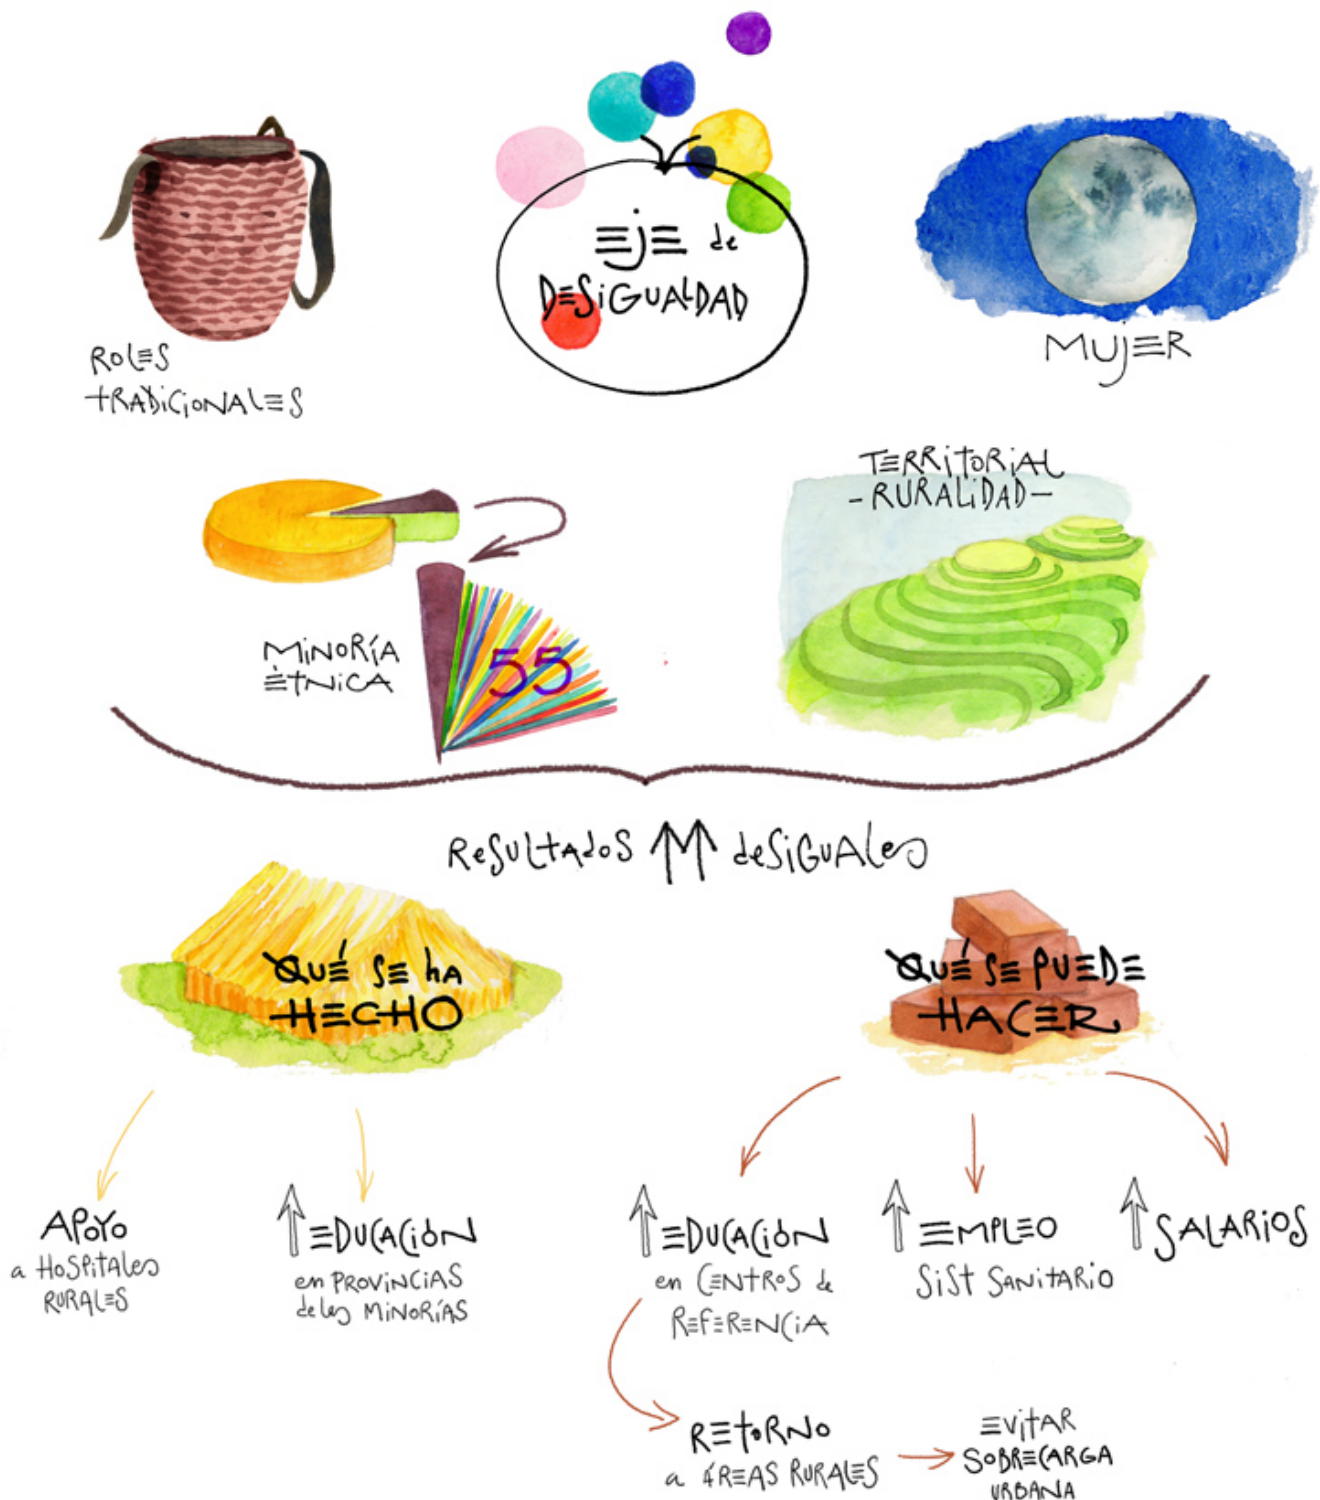 EJE de
DESIGUALDAD
ROLES
TRADICIONALES
MUJER
TERRITORIAL
- RURALIDAD -
MINORÍA
ÉTNICA
55
RESULTADOS ↑↑ desiguales
QUÉ SE ha
HECHO
QUÉ SE PUEDE
HACER
APOYO
a HOSPITALES
RURALES
↑ EDUCACIÓN
en PROVINCIAS
de las MINORÍAS
↑ EDUCACIÓN
en CENTROS de
REFERENCIA
↑ EMPLEO
SIST SANITARIO
↑ SALARIOS
RETORNO
a ÁREAS RURALES
EVITAR
SOBRECARGA
URBANA